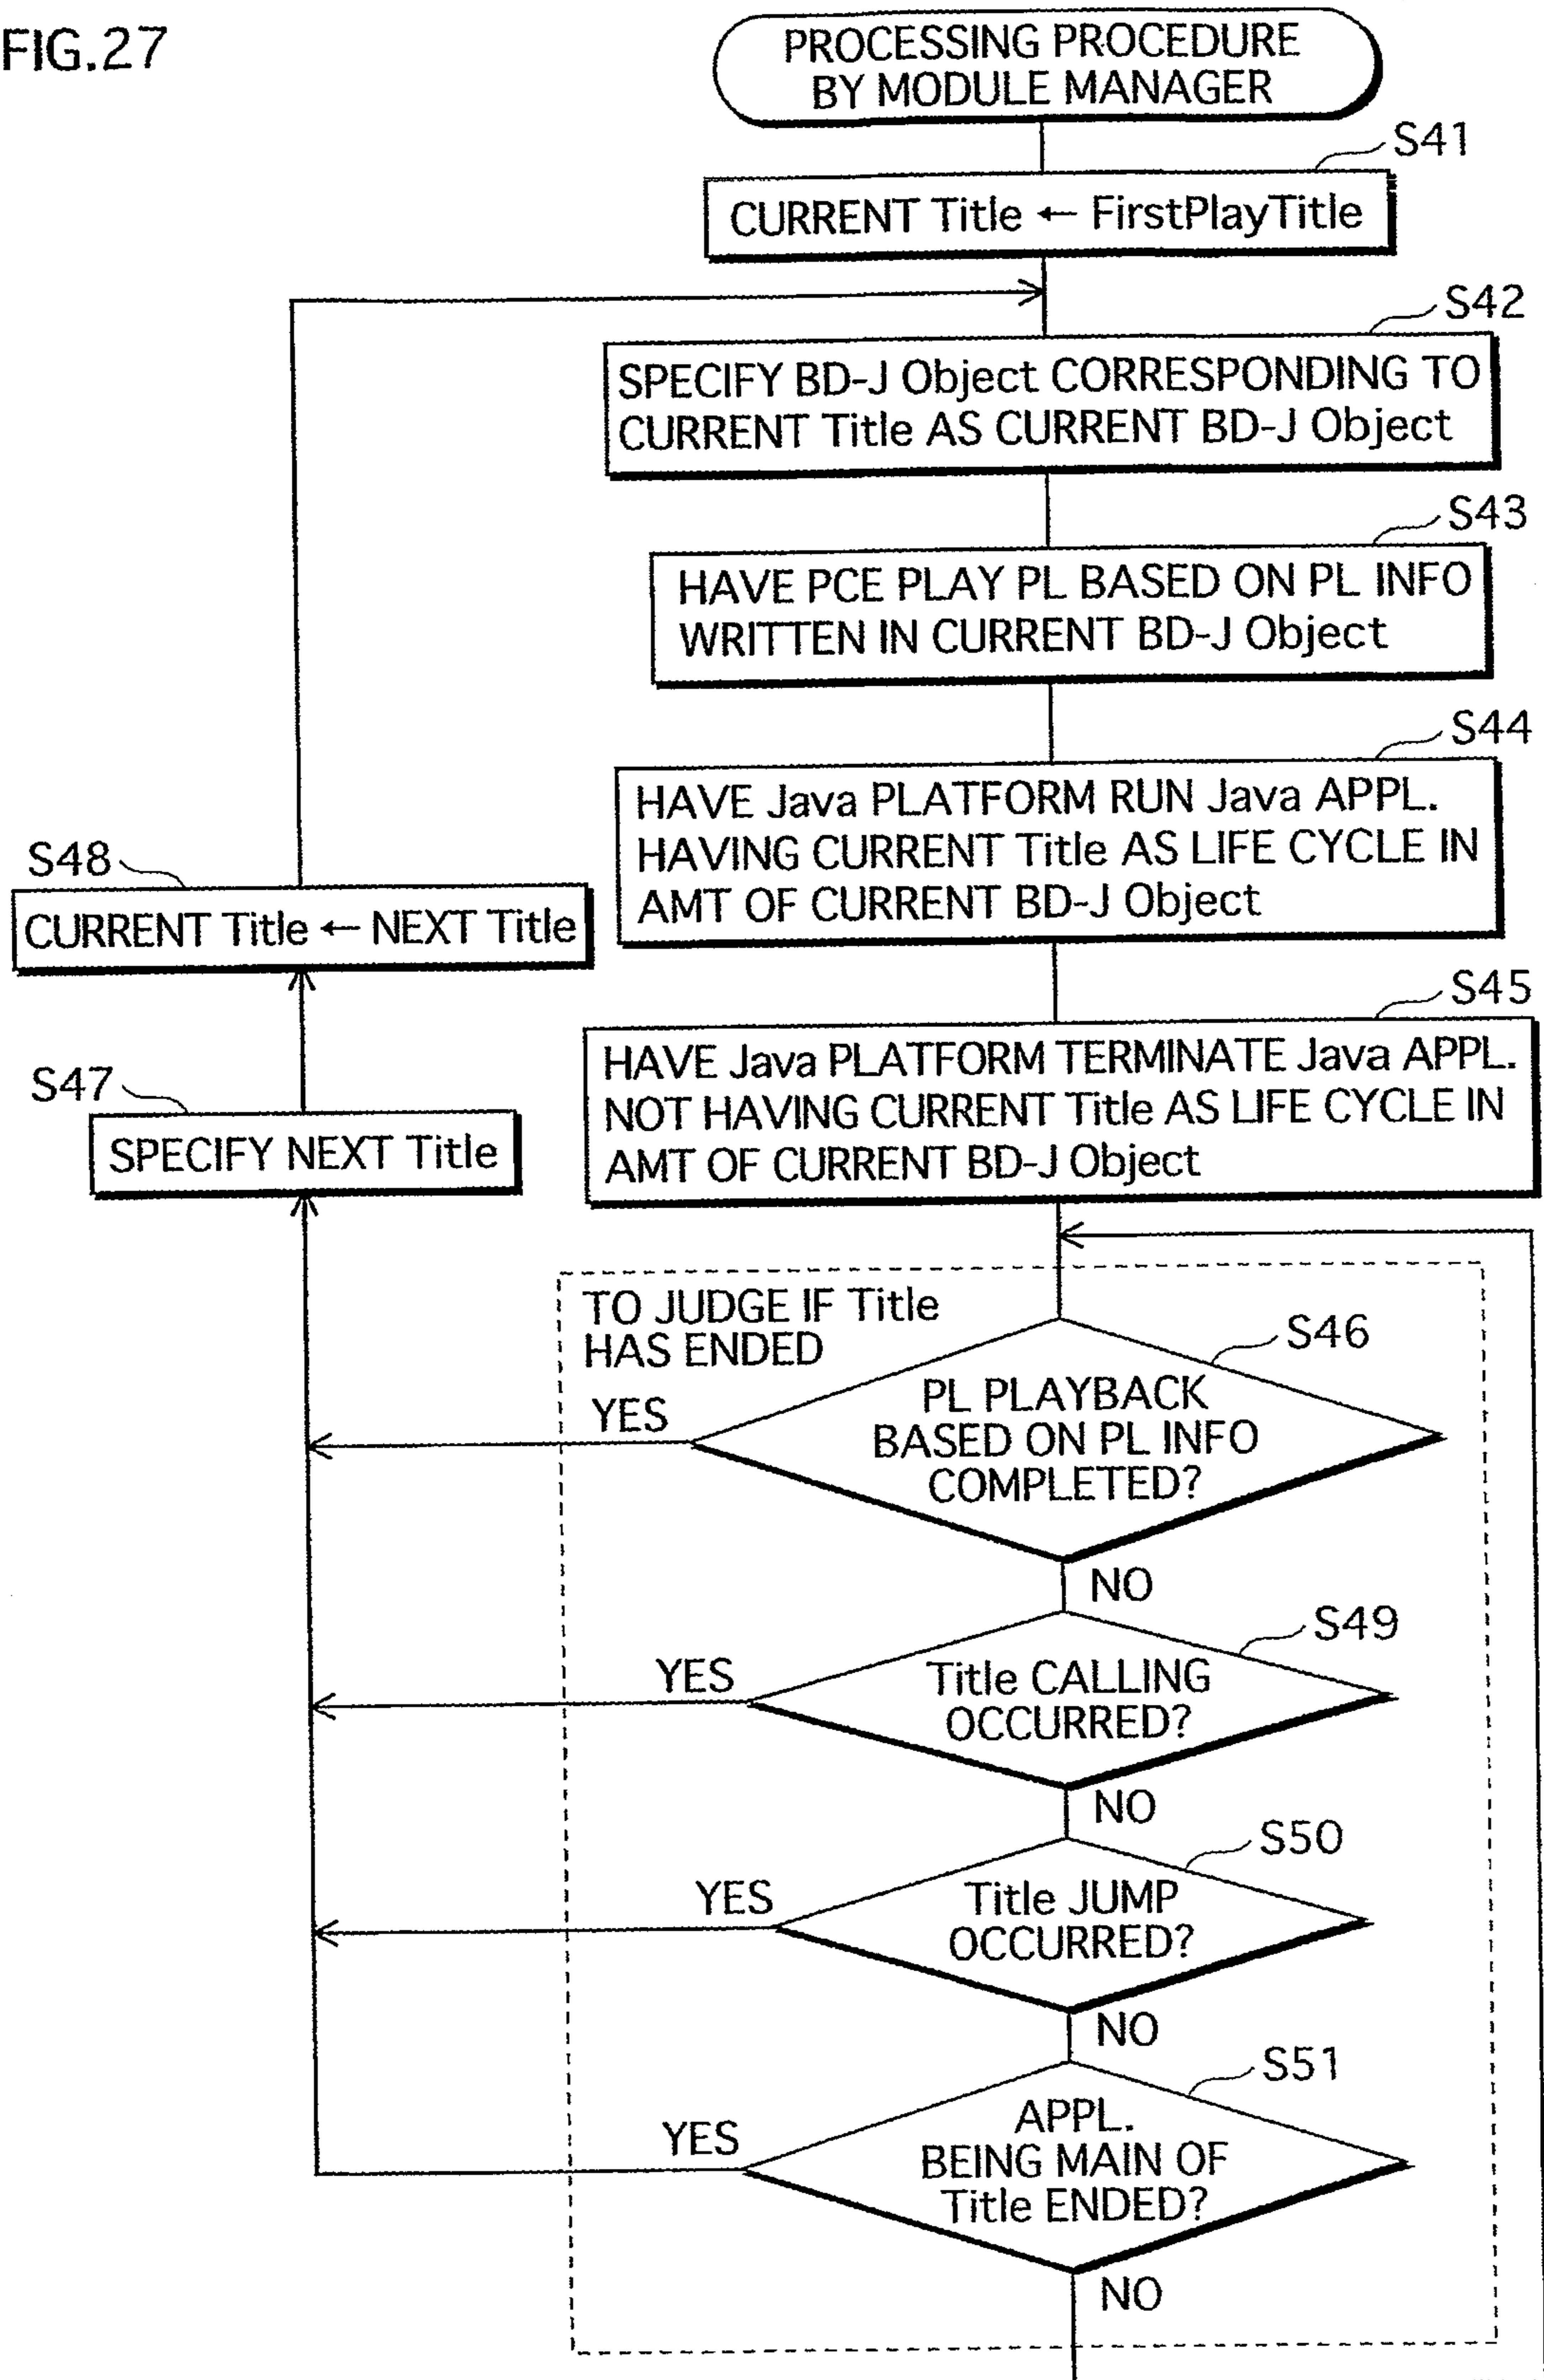 FIG.27
PROCESSING PROCEDURE
BY MODULE MANAGER
S41
CURRENT Title ← FirstPlayTitle
S42
SPECIFY BD-J Object CORRESPONDING TO
CURRENT Title AS CURRENT BD-J Object
S43
HAVE PCE PLAY PL BASED ON PL INFO
WRITTEN IN CURRENT BD-J Object
S44
HAVE Java PLATFORM RUN Java APPL.
HAVING CURRENT Title AS LIFE CYCLE IN
AMT OF CURRENT BD-J Object
S48
CURRENT Title ← NEXT Title
S45
HAVE Java PLATFORM TERMINATE Java APPL.
NOT HAVING CURRENT Title AS LIFE CYCLE IN
AMT OF CURRENT BD-J Object
S47
SPECIFY NEXT Title
TO JUDGE IF Title
HAS ENDED
S46
YES
PL PLAYBACK
BASED ON PL INFO
COMPLETED?
NO
S49
YES
Title CALLING
OCCURRED?
NO
S50
YES
Title JUMP
OCCURRED?
NO
S51
YES
APPL.
BEING MAIN OF
Title ENDED?
NO